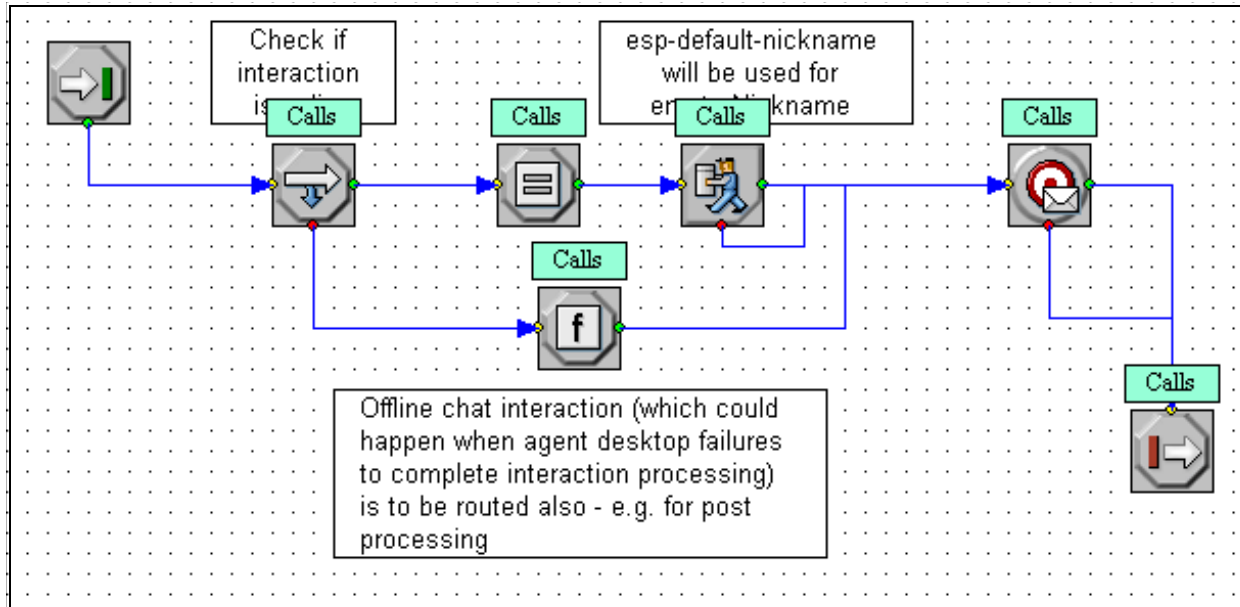 Check if
interaction
esp-default-nickname
will be used for
Calls
Calls
Calls
Calls
Calls
f
Calls
Offline chat interaction (which could
happen when agent desktop failures
to complete interaction processing)
is to be routed also - e.g. for post
processing